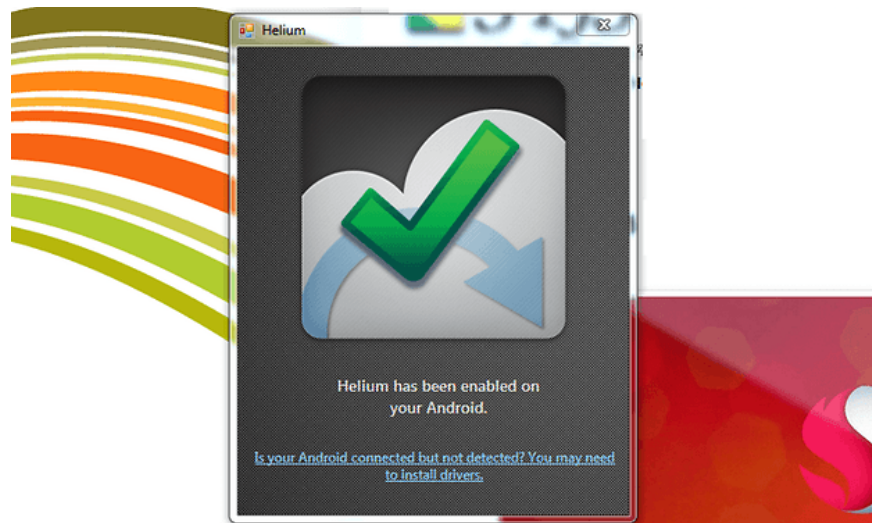 Helium
Helium has been enabled on
your Android.
Is your Android connected but not detected? You may need
to install drivers.